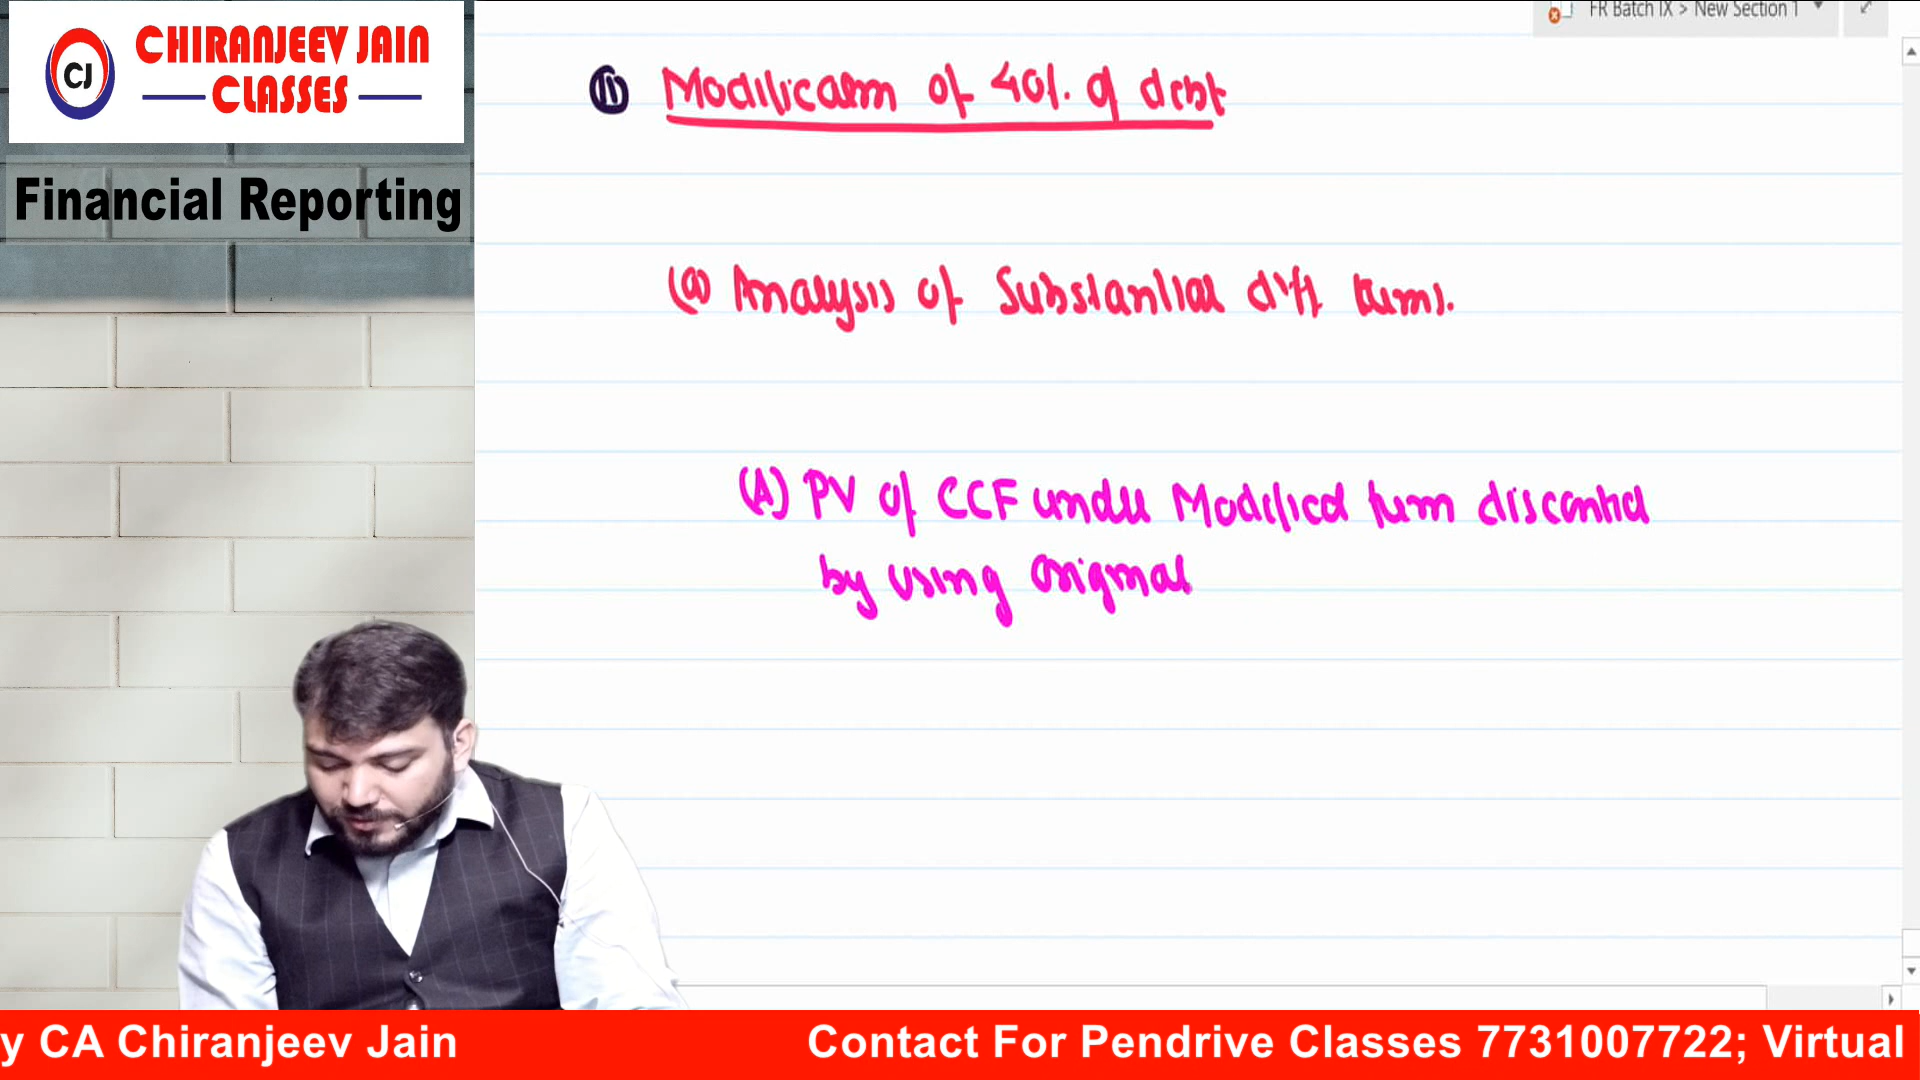 CHIRANJEEV JAIN
CJ
CLASSES
Financial Reporting
FR Batch IX > New Section 1
(ii) Modification of 40% of debt
(a) Analysis of Substantial diff terms.
(A) PV of CCF under Modified term discounted
by using Original
y CA Chiranjeev Jain
Contact For Pendrive Classes 7731007722; Virtual